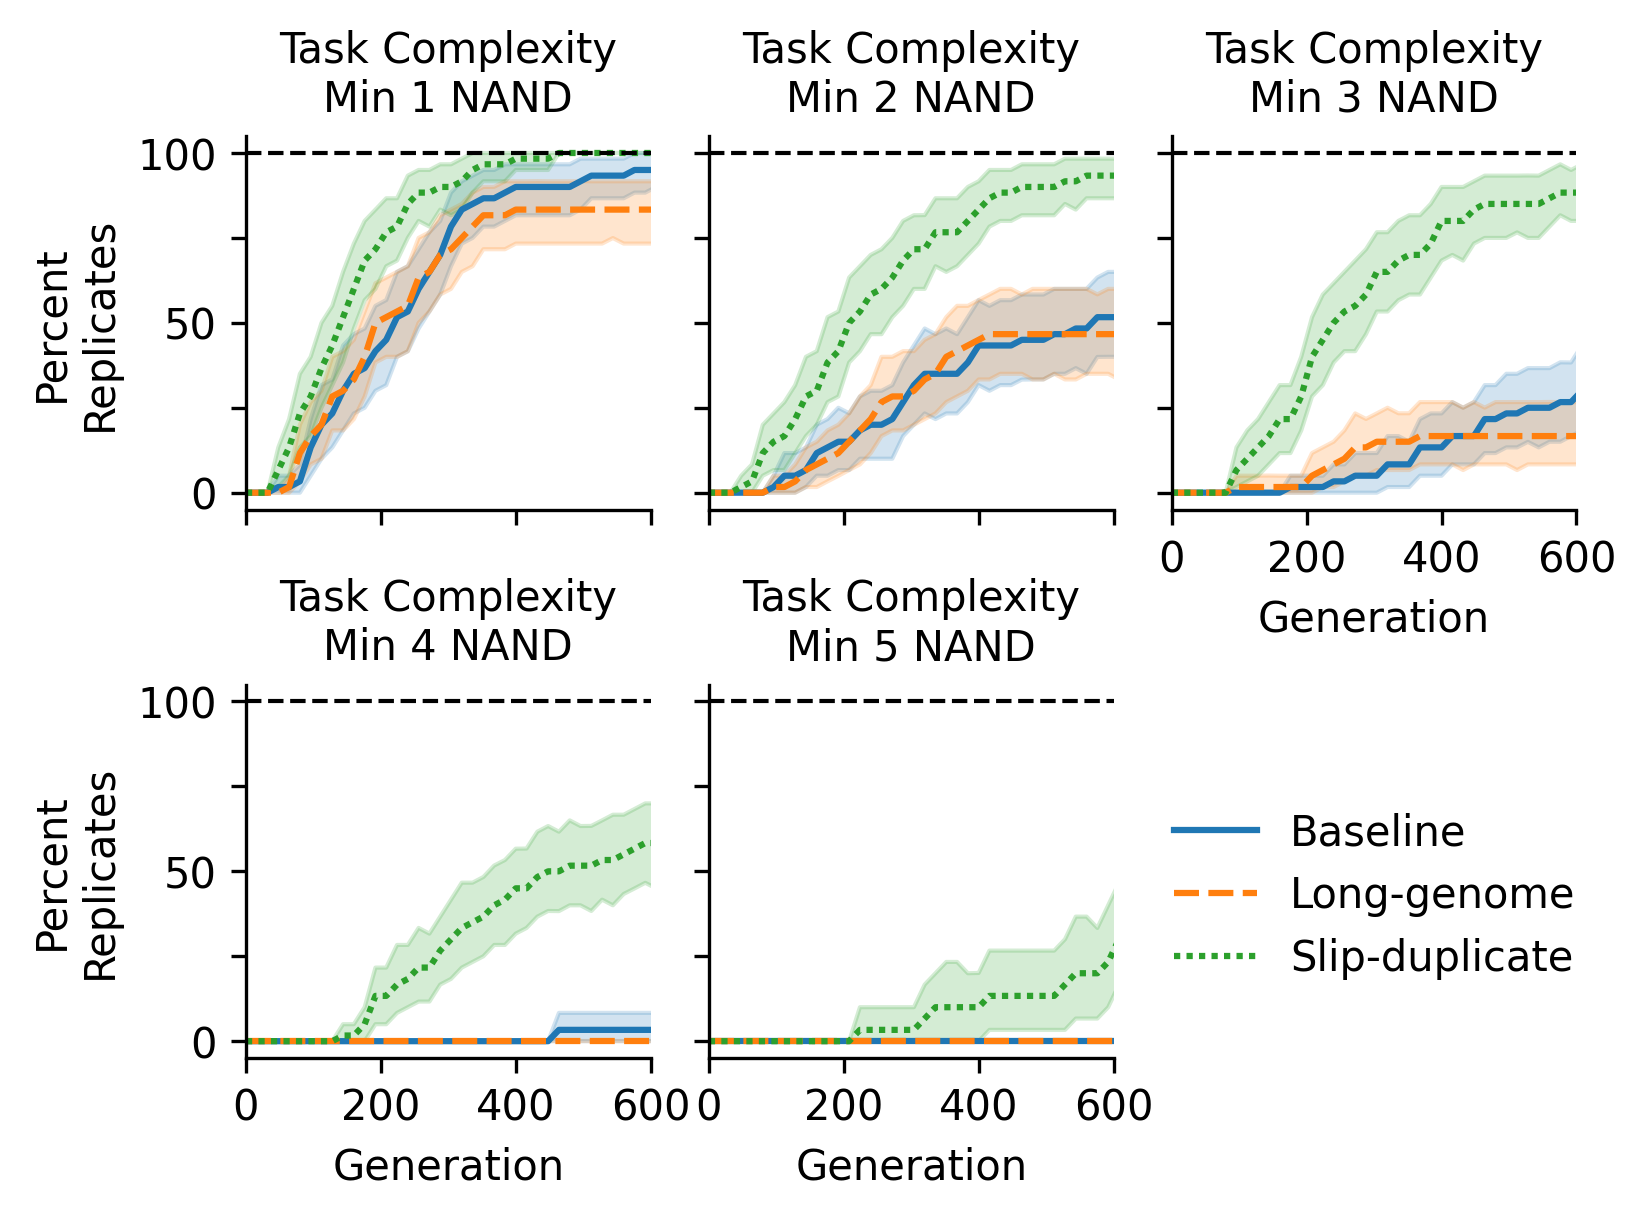 Task Complexity
Min 1 NAND
Task Complexity
Min 2 NAND
Task Complexity
Min 3 NAND
Percent
Replicates
100
50
0
0
200
400
600
Generation
Task Complexity
Min 4 NAND
Task Complexity
Min 5 NAND
Percent
Replicates
100
50
0
0
200
400
600
Generation
0
200
400
600
Generation
Baseline
Long-genome
Slip-duplicate